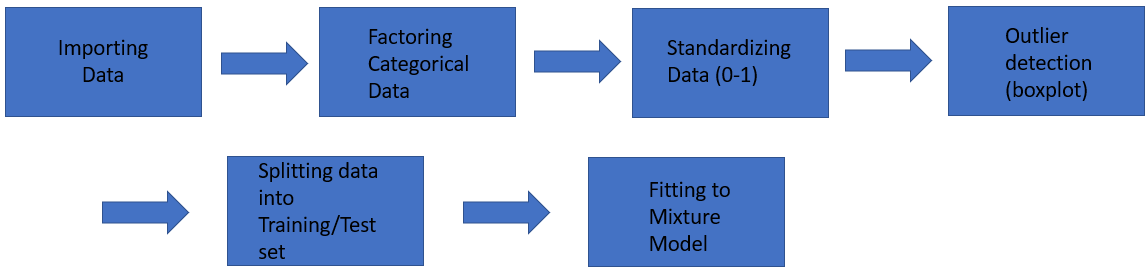 Importing
Data
Factoring
Categorical
Data
Standardizing
Data (0-1)
Outlier
detection
(boxplot)
Splitting data
into
Training/Test
set
Fitting to
Mixture
Model